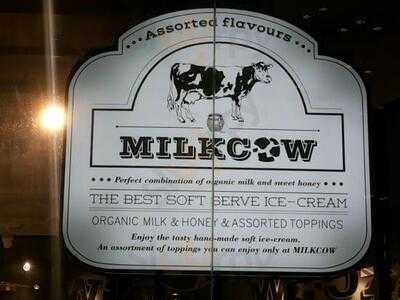 Assorted flavours
MILKCOW
Perfect combination of organic milk and sweet honey
THE BEST SOFT SERVE ICE-CREAM
ORGANIC MILK & HONEY & ASSORTED TOPPINGS
Enjoy the tasty hand-made soft ice-cream.
An assortment of toppings you can enjoy only at MILKCOW